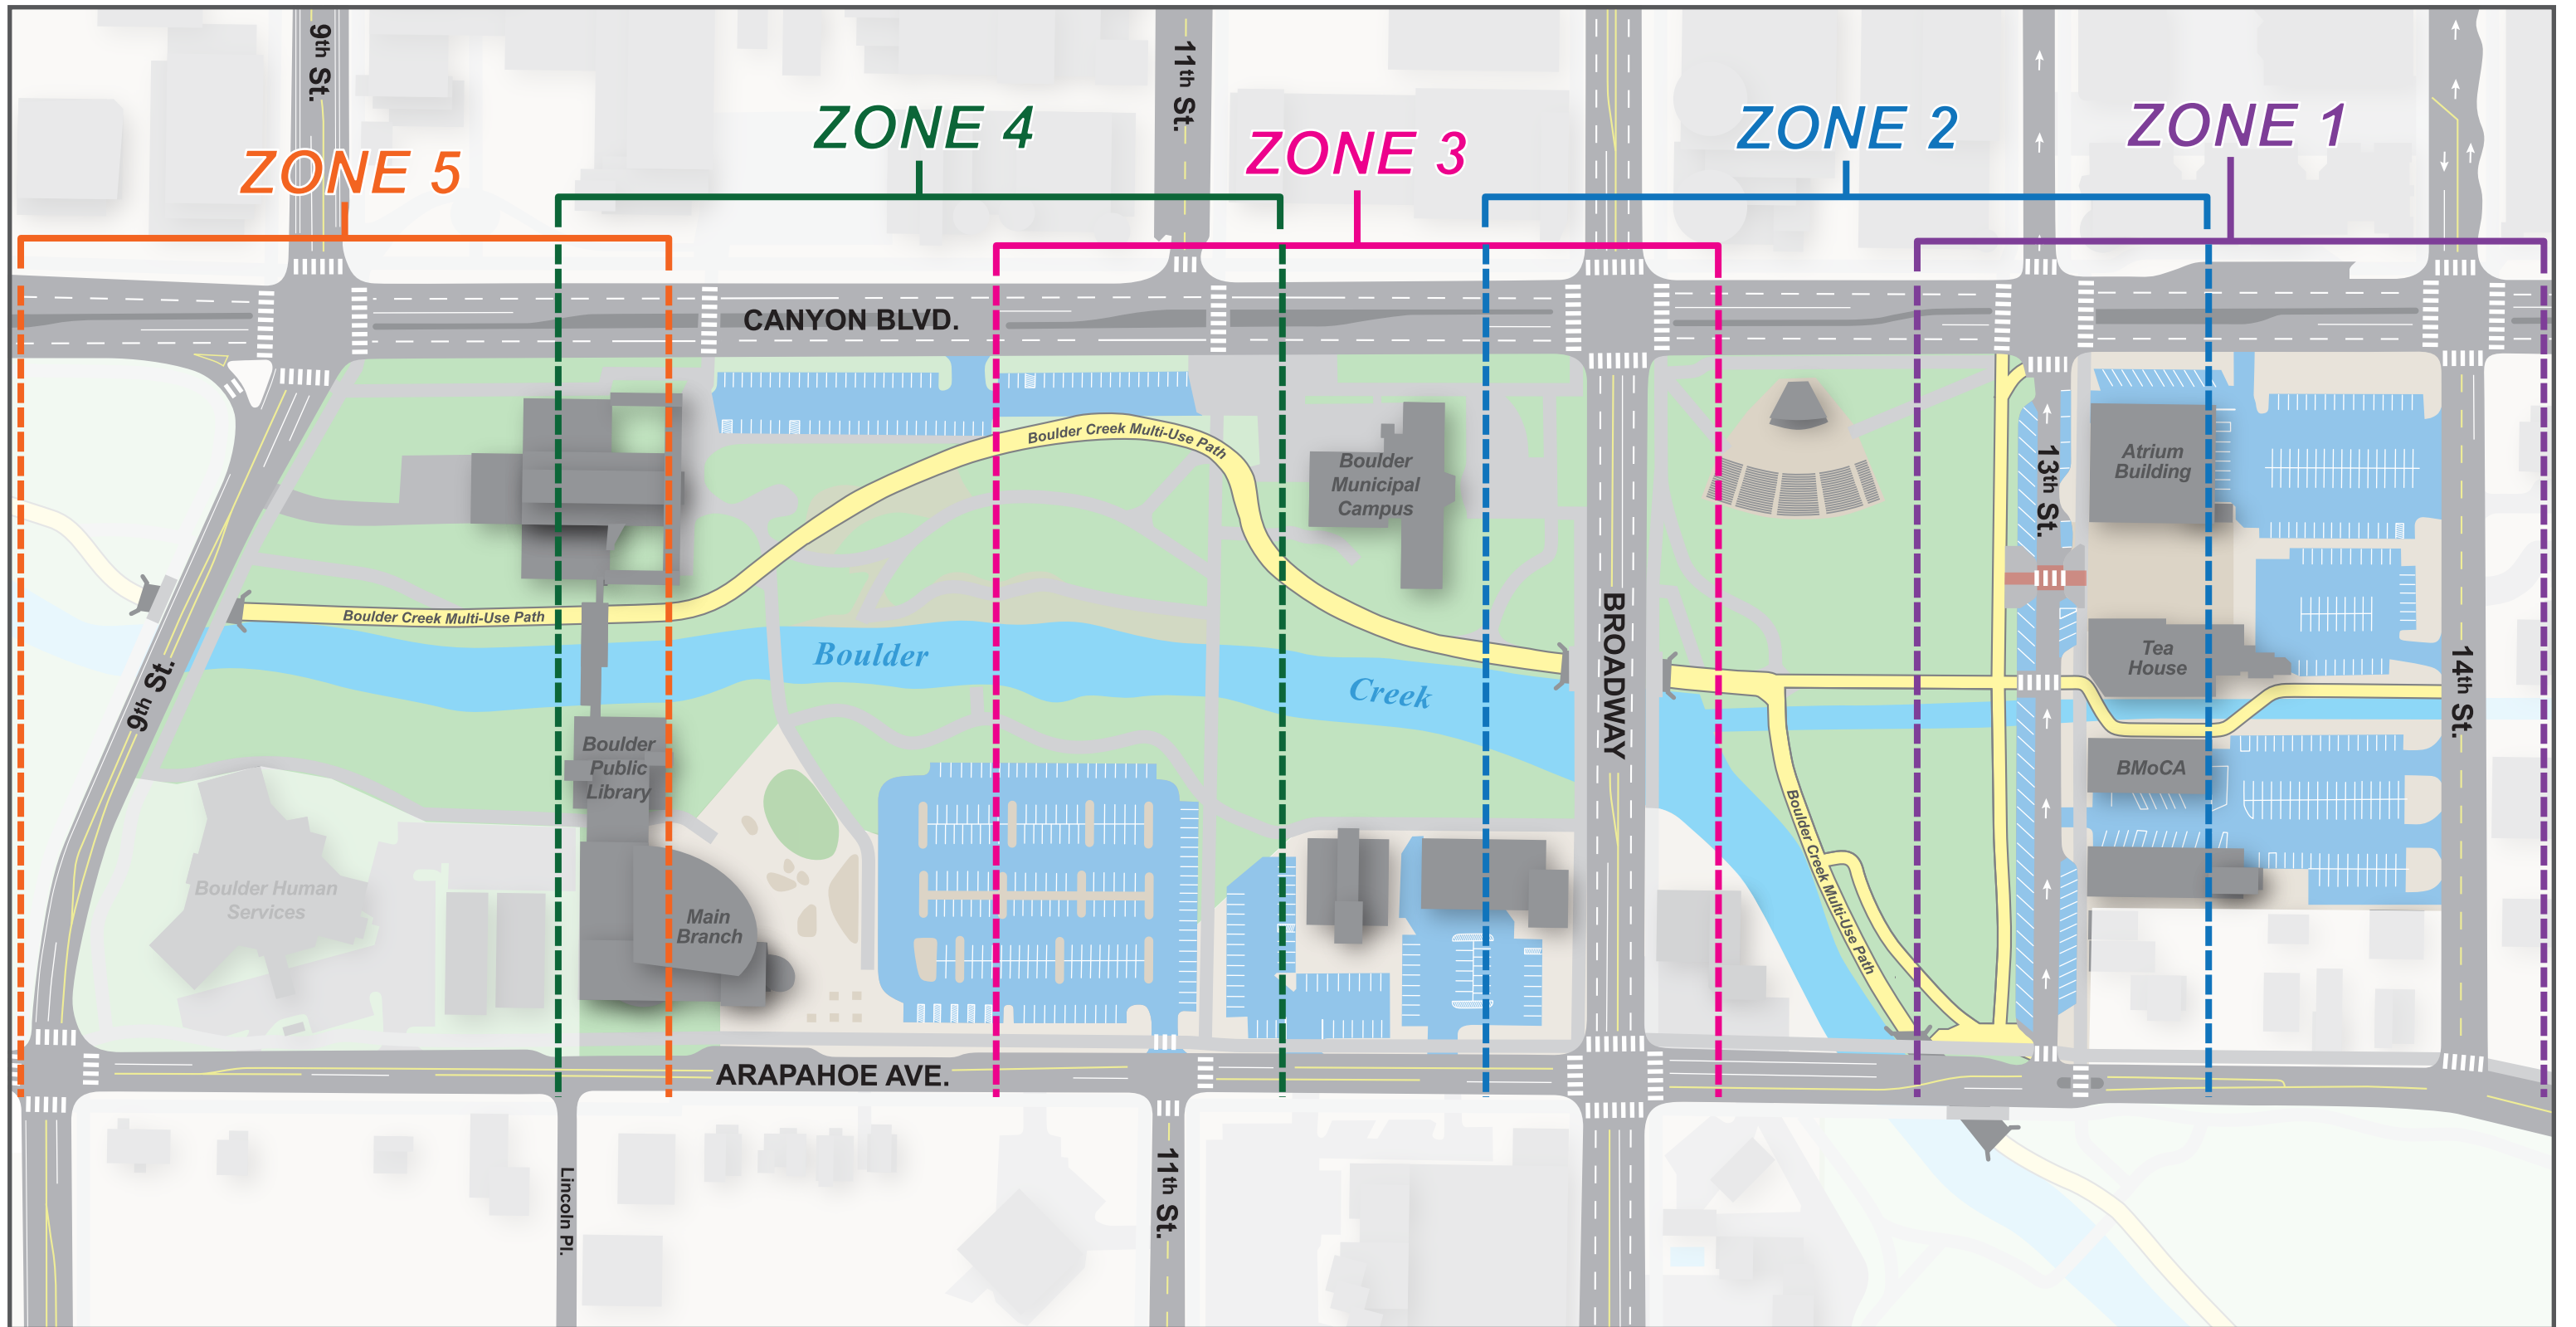 9th St.
11th St.
ZONE 5
ZONE 4
ZONE 3
ZONE 2
ZONE 1
CANYON BLVD.
Boulder Creek Multi-Use Path
Boulder
Municipal
Campus
13th St.
Atrium
Building
Boulder Creek Multi-Use Path
Boulder
Creek
BROADWAY
Tea
House
9th St.
14th St.
Boulder
Public
Library
BMoCA
Boulder Creek Multi-Use Path
Boulder Human
Services
Main
Branch
ARAPAHOE AVE.
Lincoln Pl.
11th St.